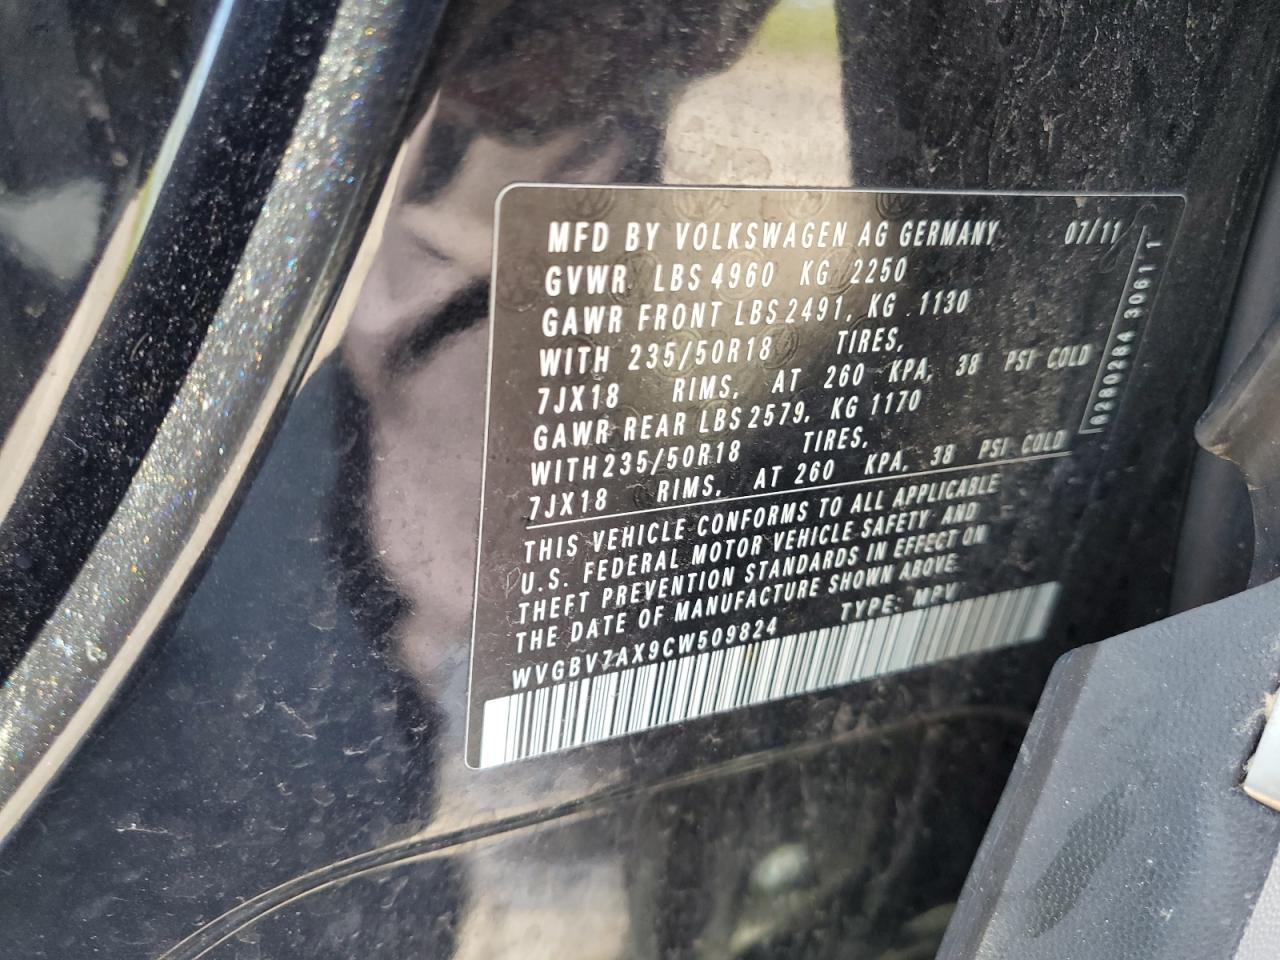 MFD BY VOLKSWAGEN AG GERMANY 07/11
GVWR LBS 4960 KG 2250
GAWR FRONT LBS 2491, KG 1130
WITH 235/50R18 TIRES,
7JX18 RIMS, AT 260 KPA, 38 PSI COLD
GAWR REAR LBS 2579, KG 1170
WITH 235/50R18 TIRES,
7JX18 RIMS, AT 260 KPA, 38 PSI COLD
THIS VEHICLE CONFORMS TO ALL APPLICABLE
U.S. FEDERAL MOTOR VEHICLE SAFETY AND
THEFT PREVENTION STANDARDS IN EFFECT ON
THE DATE OF MANUFACTURE SHOWN ABOVE.
WVGBV7AX9CW509824 TYPE: MPV